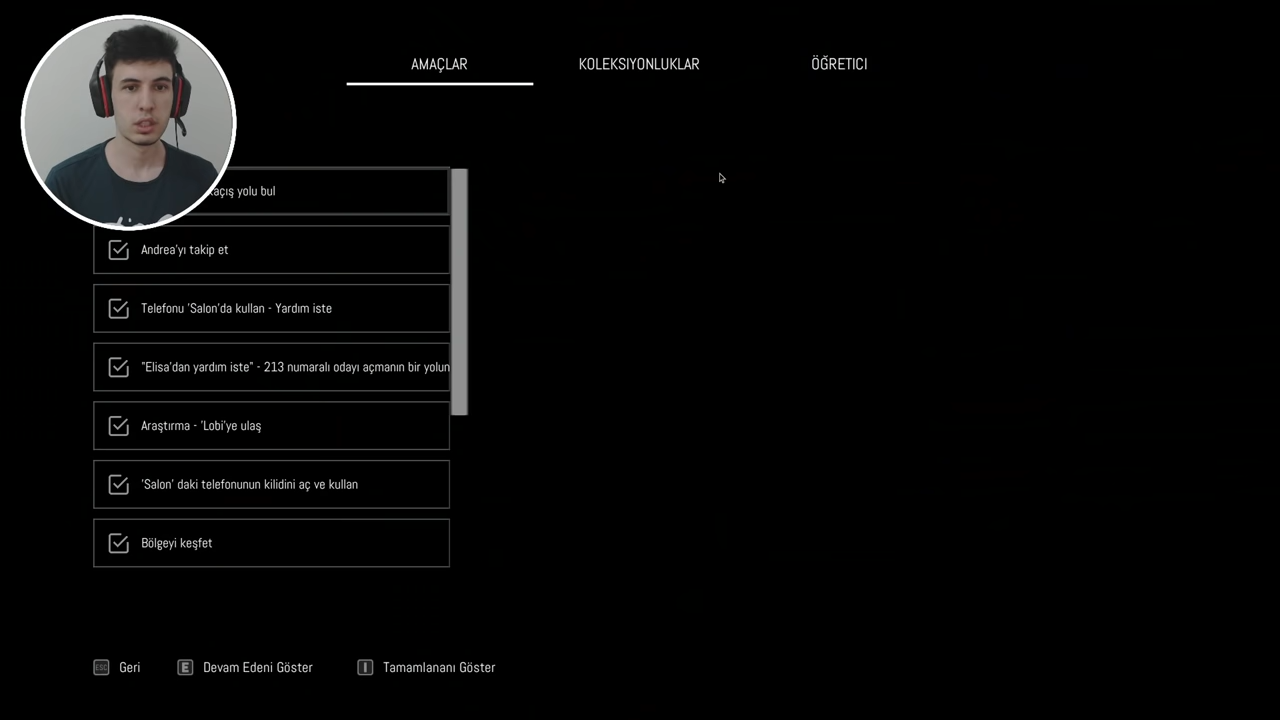 AMAÇLAR
KOLEKSIYONLUKLAR
ÖĞRETICI
kaçış yolu bul
Andrea'yı takip et
Telefonu 'Salon'da kullan - Yardım iste
"Elisa'dan yardım iste" - 213 numaralı odayı açmanın bir yolun
Araştırma - 'Lobi'ye ulaş
'Salon' daki telefonunun kilidini aç ve kullan
Bölgeyi keşfet
ESC Geri
E Devam Edeni Göster
I Tamamlananı Göster